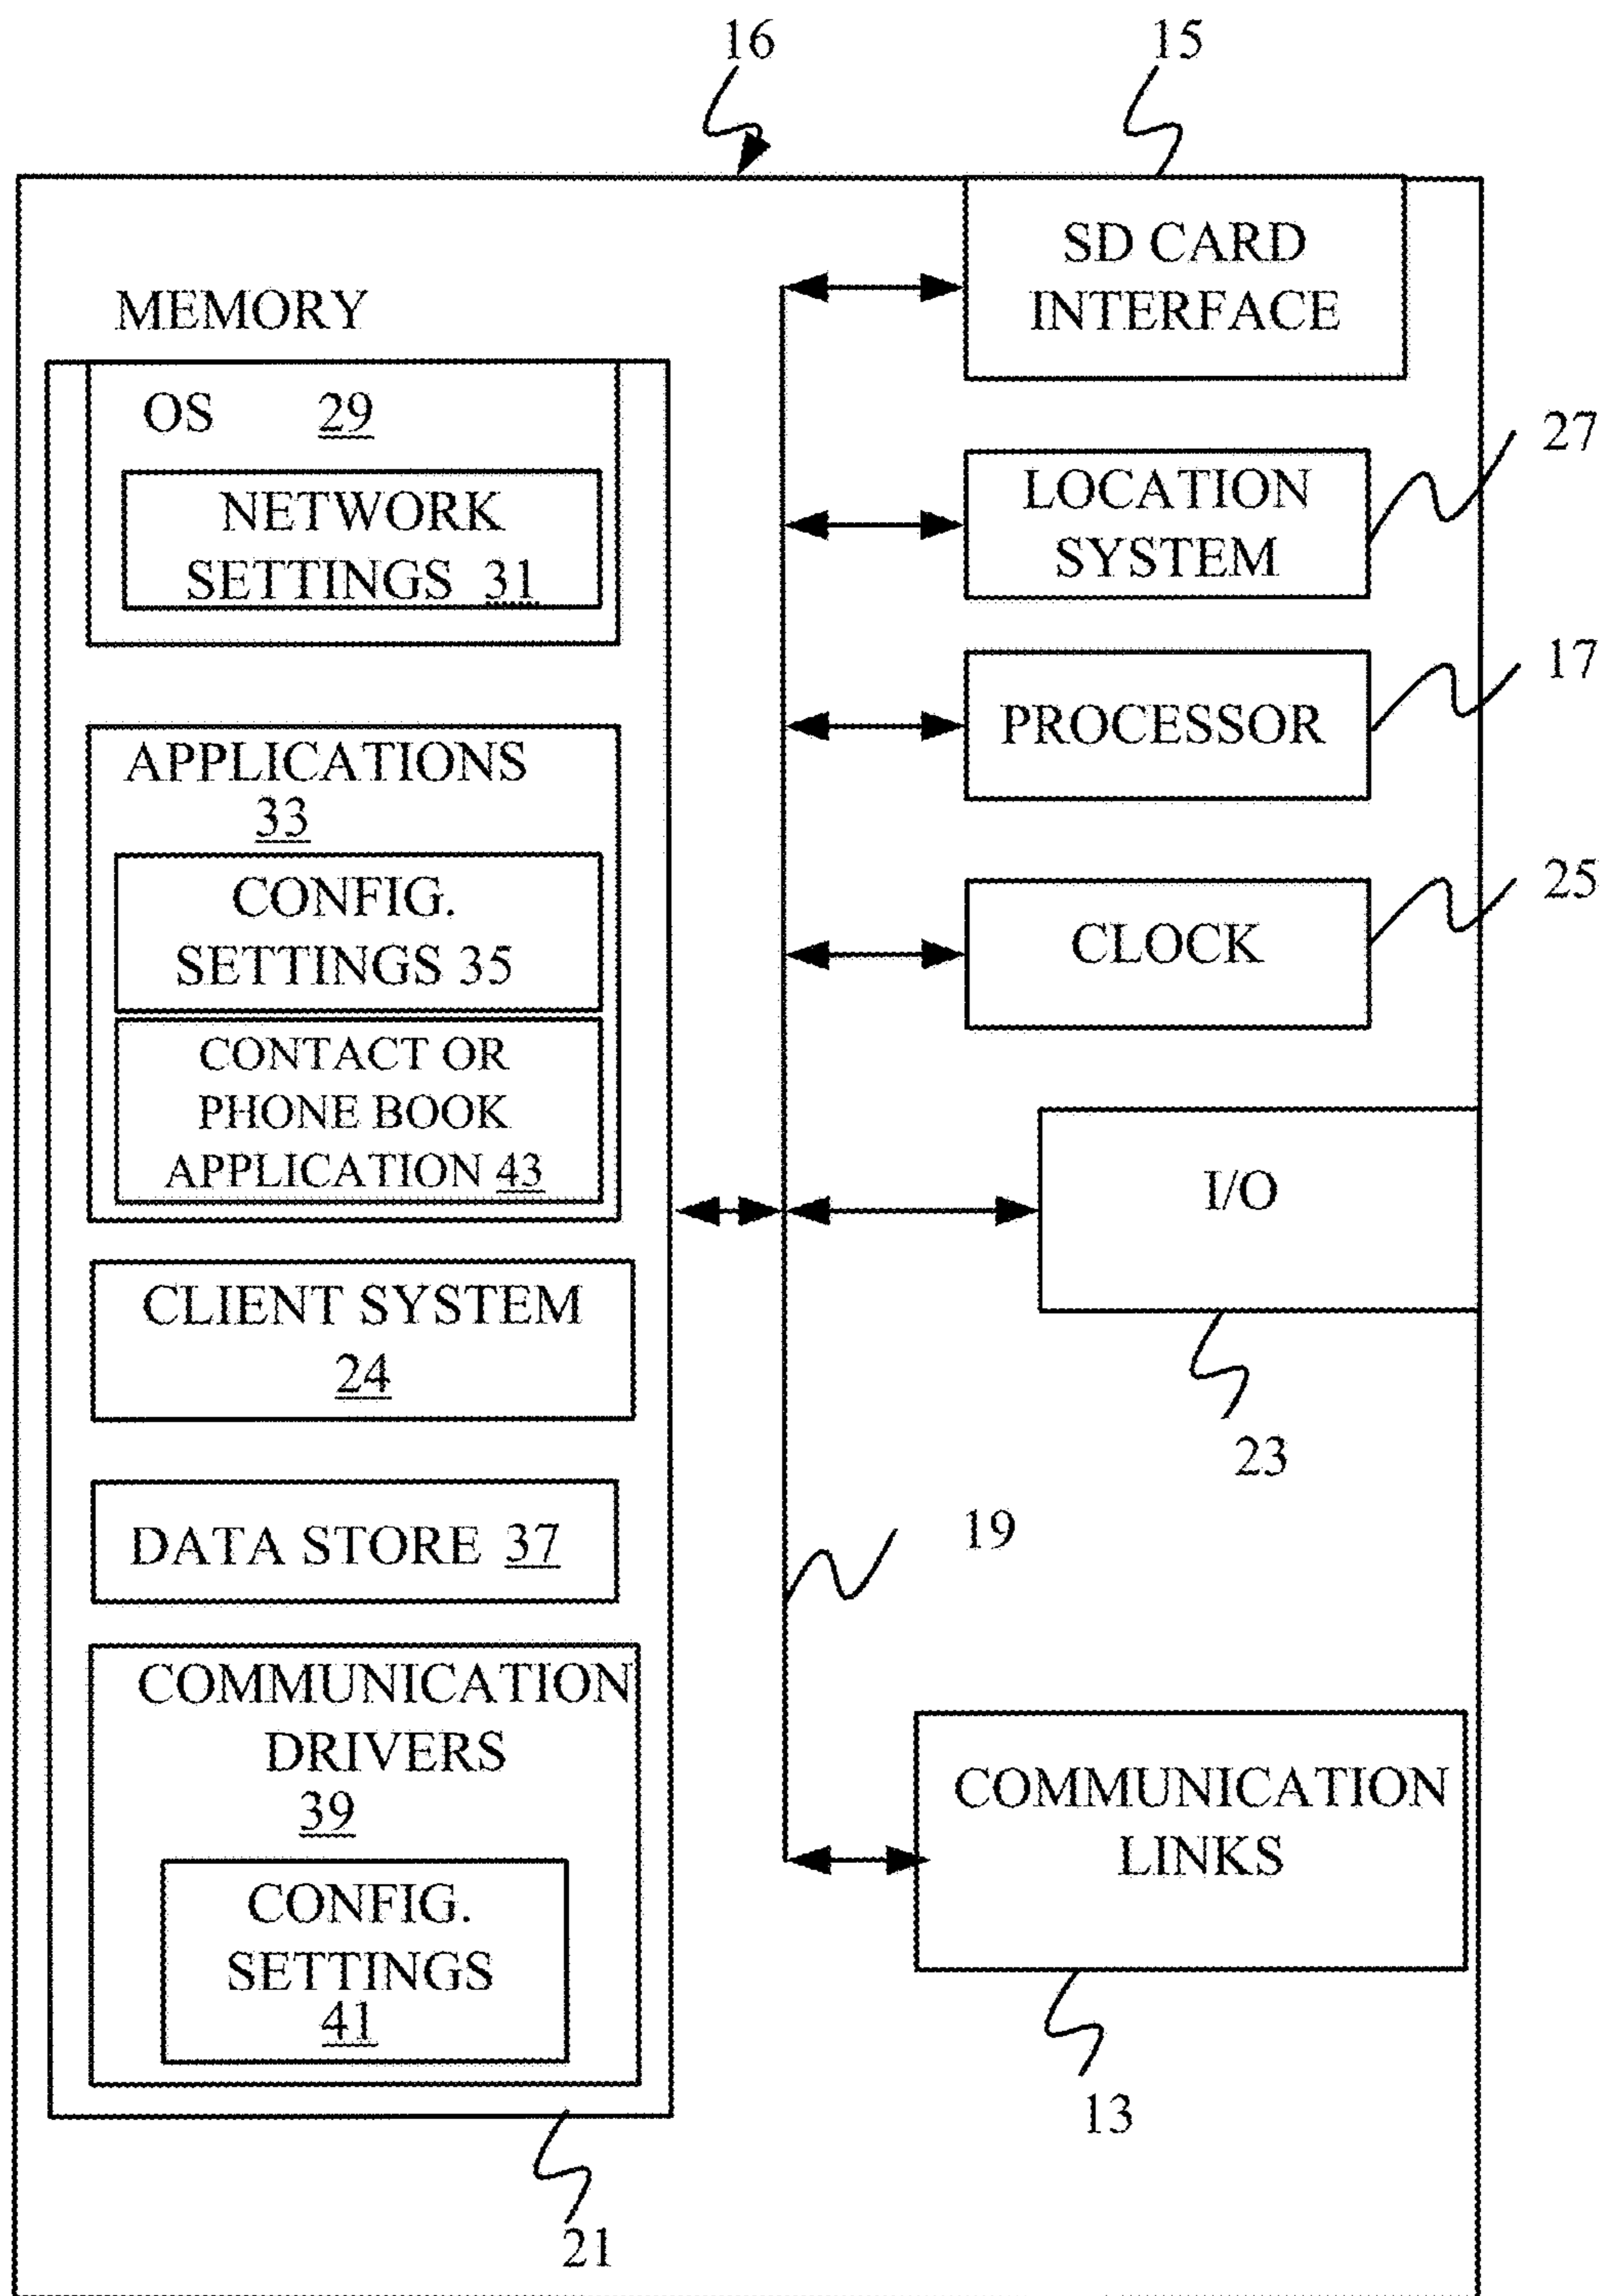 16
15
SD CARD
INTERFACE
MEMORY
OS 29
NETWORK
SETTINGS 31
27
LOCATION
SYSTEM
17
PROCESSOR
APPLICATIONS
33
CONFIG.
SETTINGS 35
25
CLOCK
CONTACT OR
PHONE BOOK
APPLICATION 43
I/O
CLIENT SYSTEM
24
23
DATA STORE 37
19
COMMUNICATION
DRIVERS
39
CONFIG.
SETTINGS
41
COMMUNICATION
LINKS
13
21